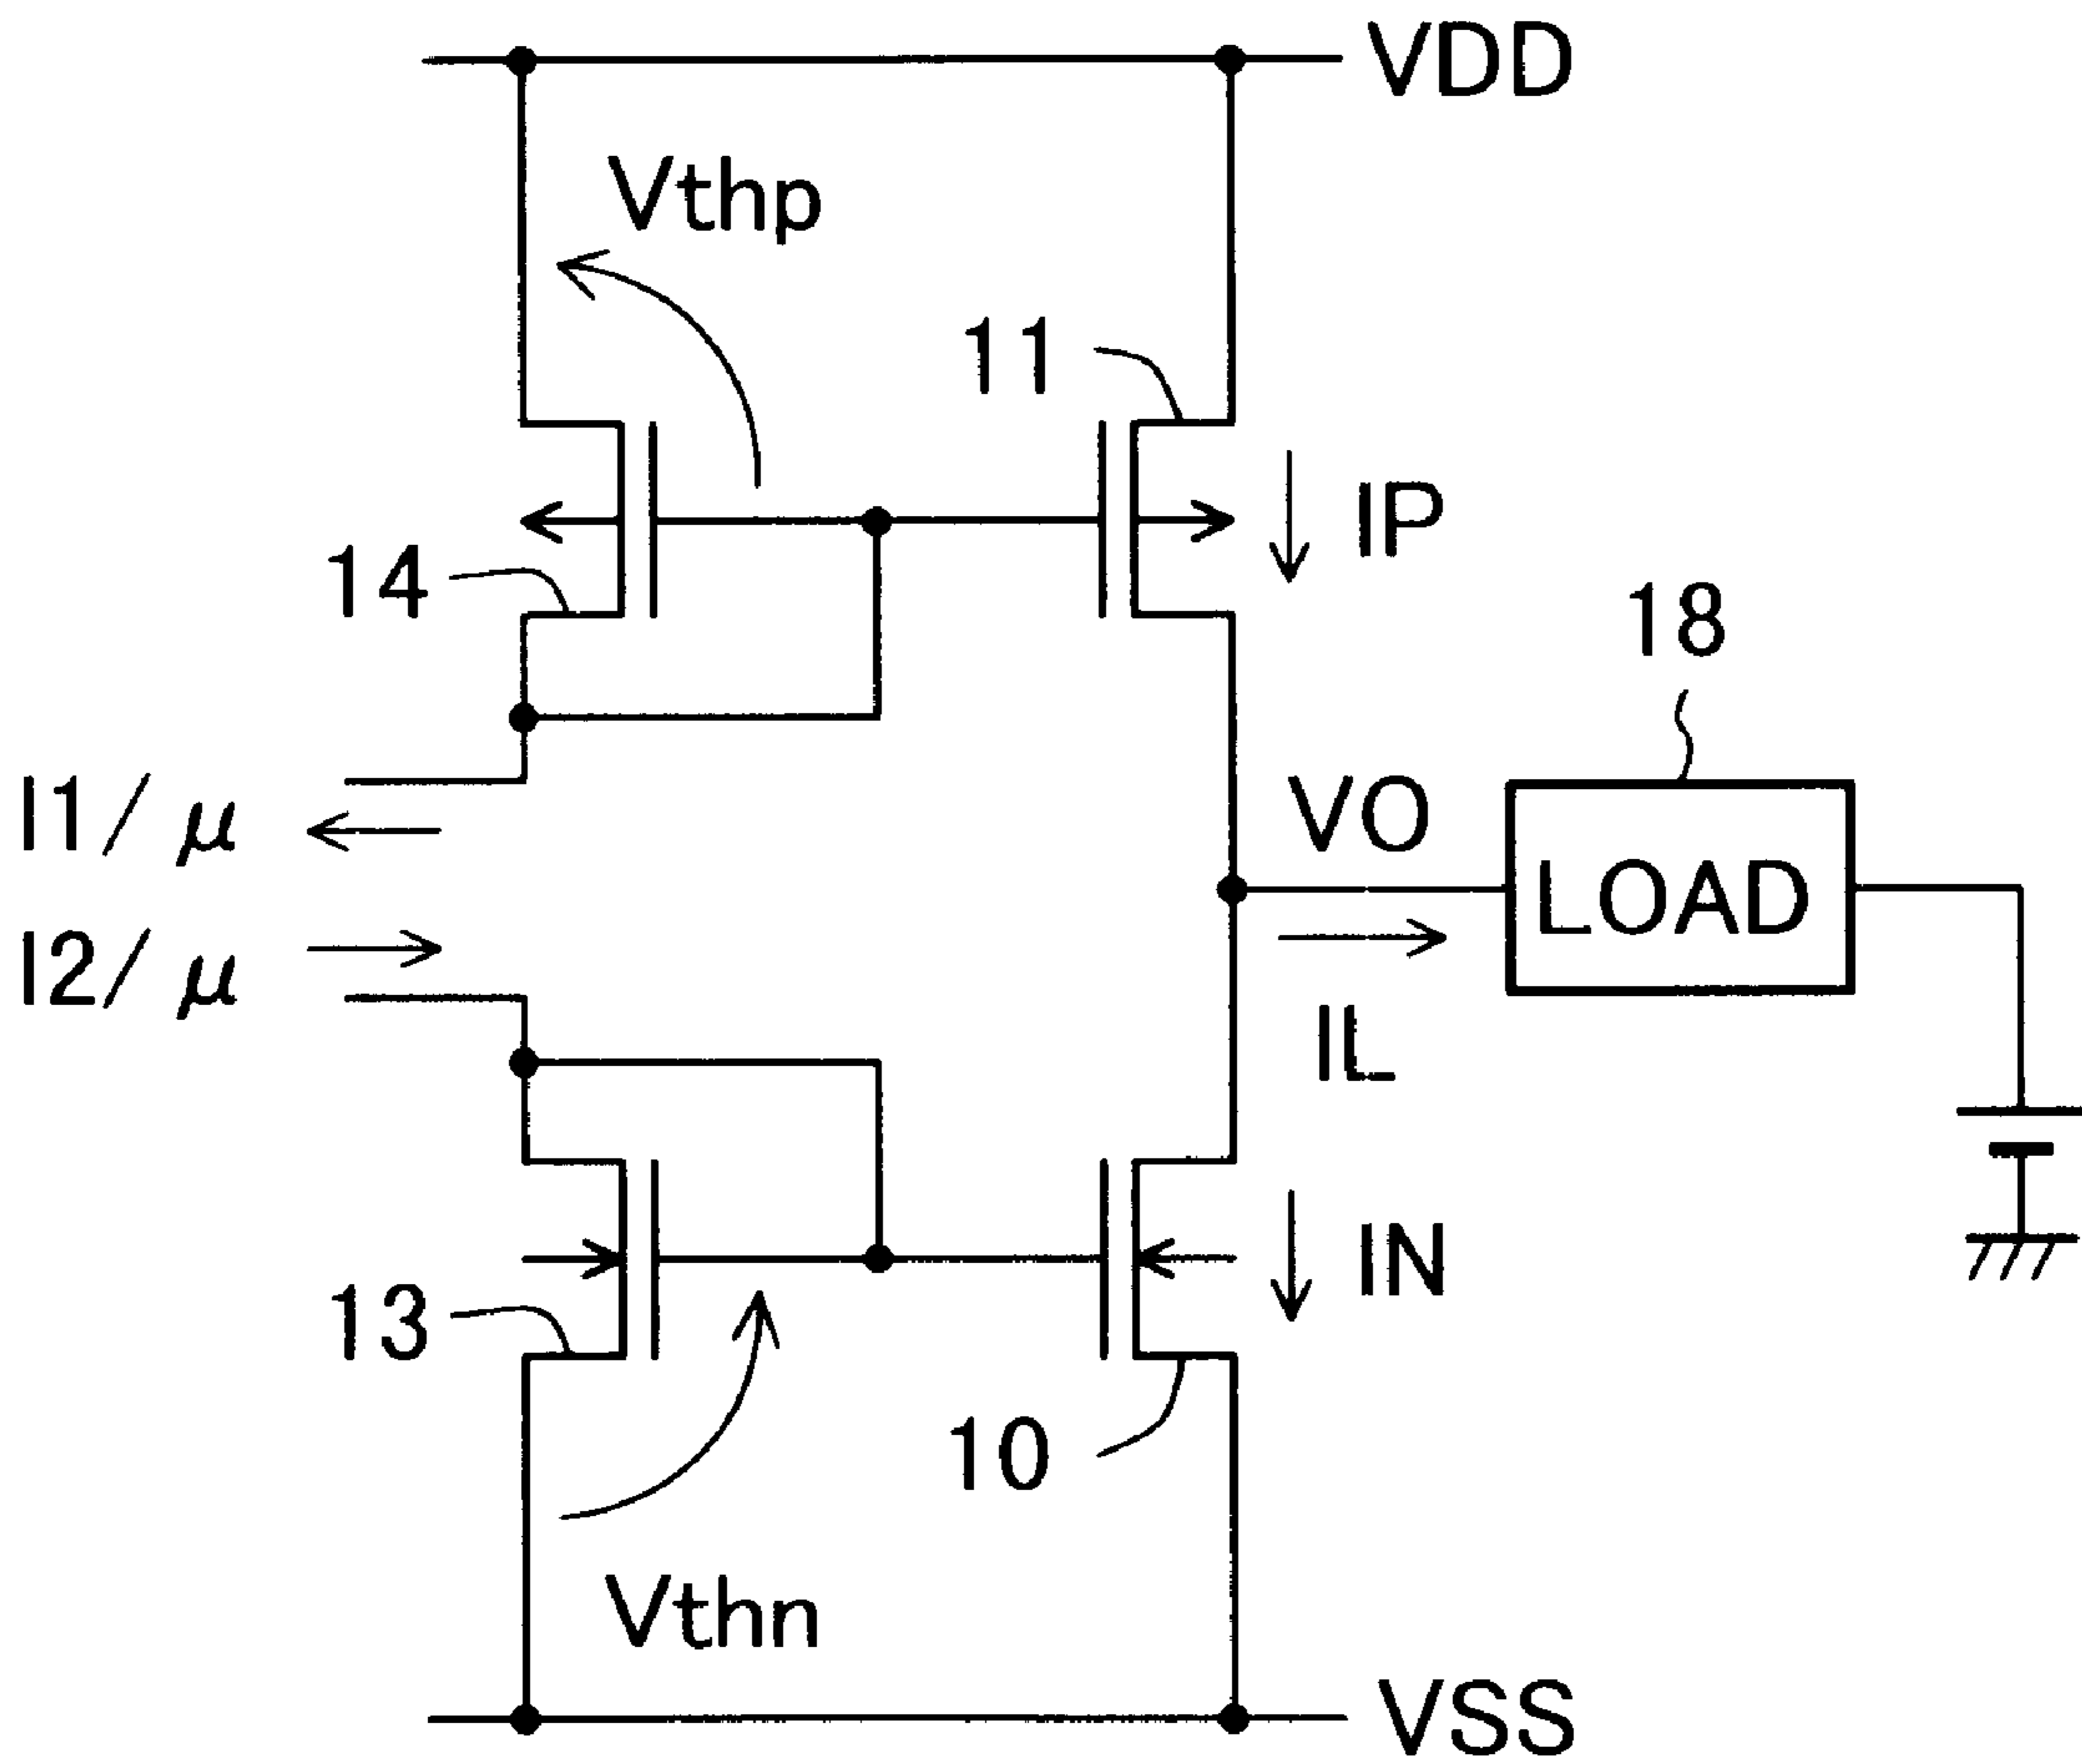 VDD
Vthp
11
IP
14
18
I1/μ
VO
LOAD
I2/μ
IL
IN
13
10
Vthn
VSS